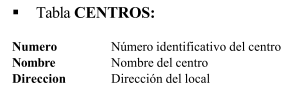 ▪ Tabla CENTROS:
Numero Número identificativo del centro
Nombre Nombre del centro
Direccion Dirección del local